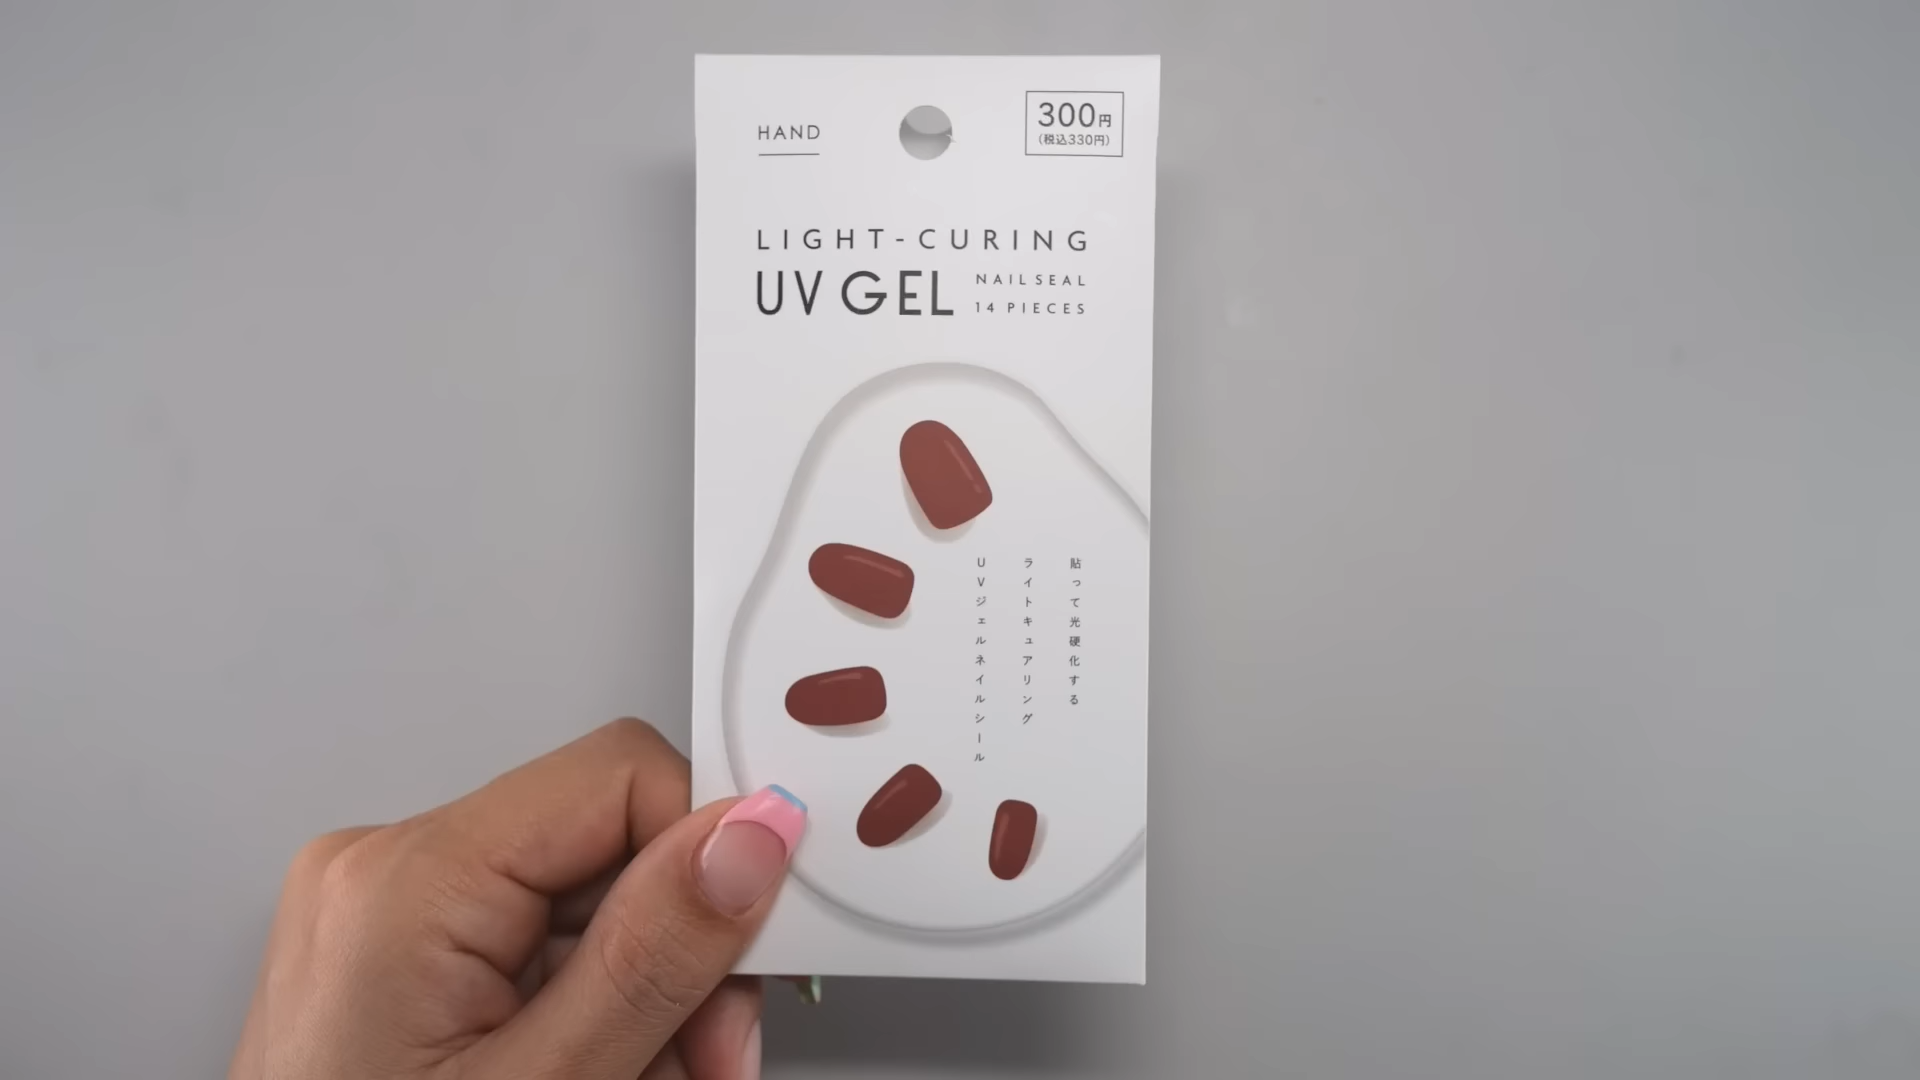 HAND
300円
(税込330円)
LIGHT-CURING
UV GEL
NAIL SEAL
14 PIECES
貼って光硬化する
ライトキュアリング
UVジェルネイルシール